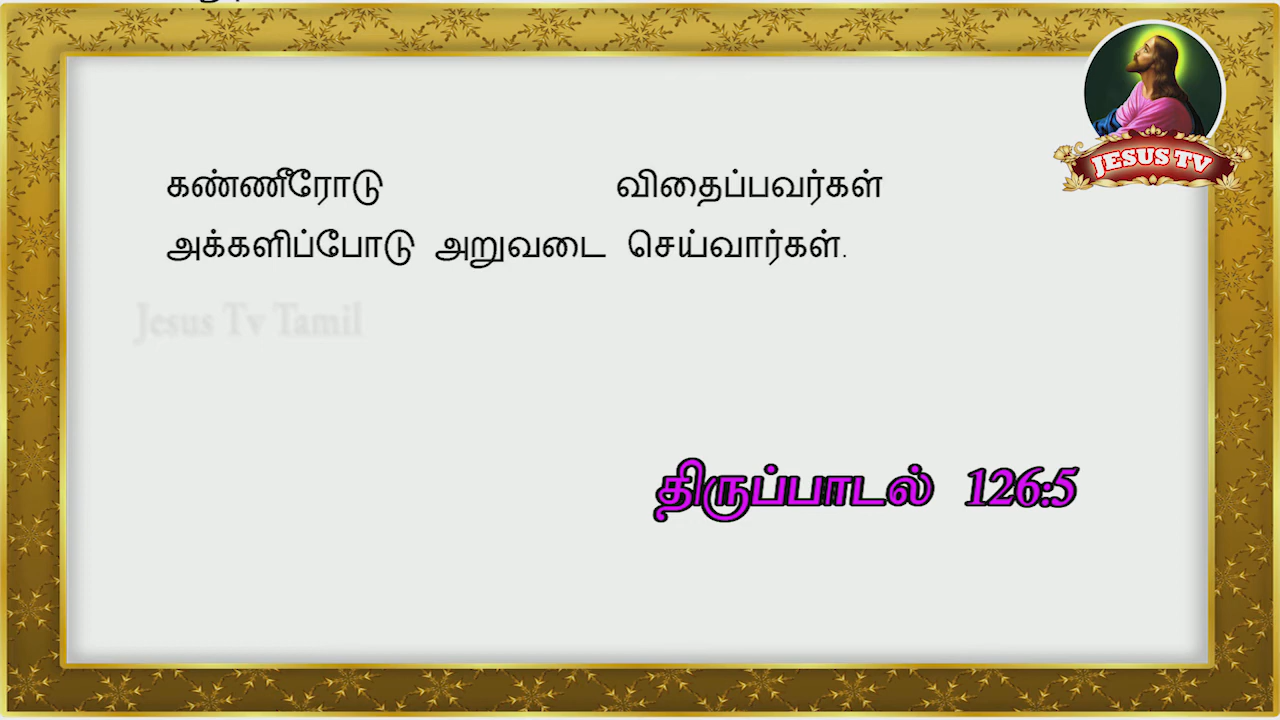 கண்ணீரோடு விதைப்பவர்கள்
அக்களிப்போடு அறுவடை செய்வார்கள்.
Jesus Tv Tamil
திருப்பாடல் 126:5
JESUS TV